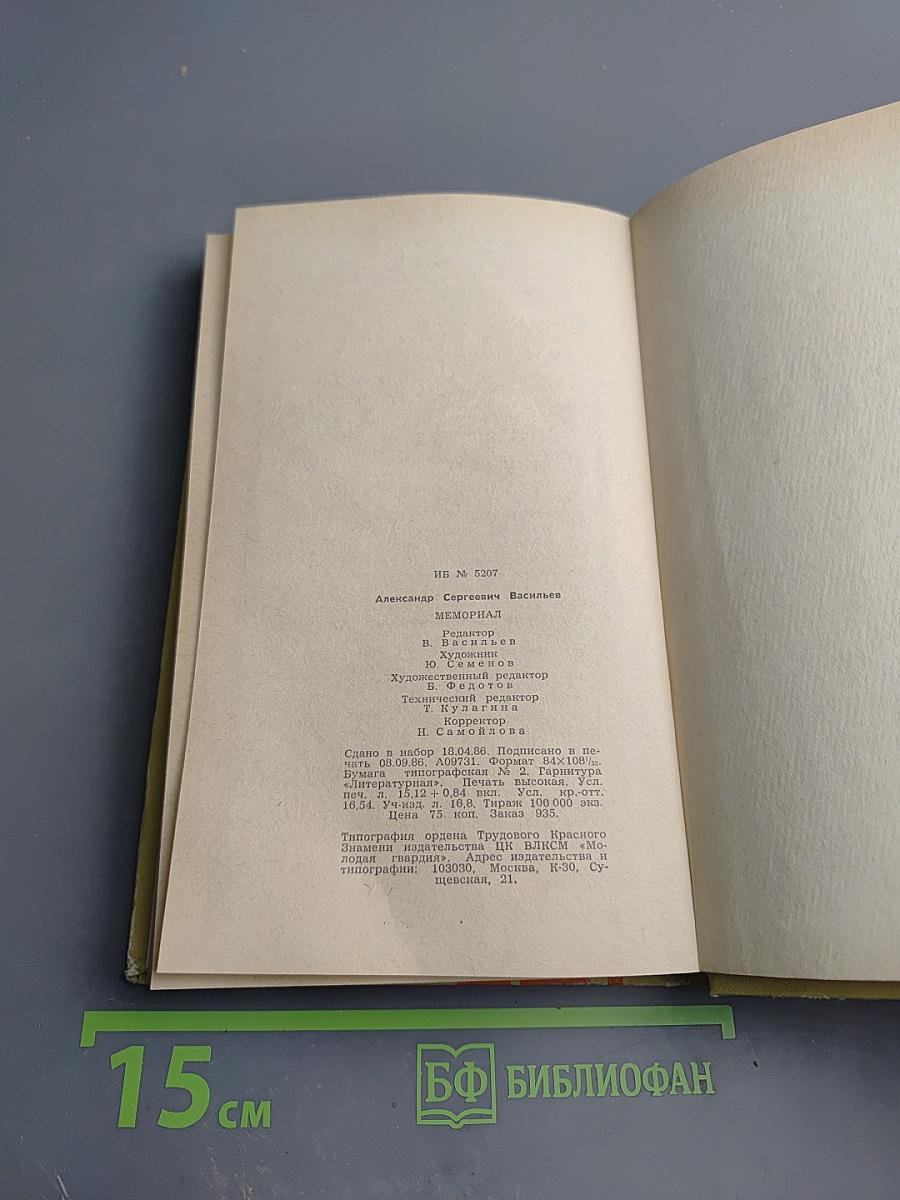 ИБ № 5207
Александр Сергеевич Васильев
МЕМОРИАЛ
Редактор
В. Васильев
Художник
Ю. Семенов
Художественный редактор
Б. Федотов
Технический редактор
Т. Кулагина
Корректор
Н. Самойлова
Сдано в набор 18.04.86. Подписано в пе-
чать 08.09.86. А09731. Формат 84×108¹/₃₂.
Бумага типографская № 2. Гарнитура
«Литературная». Печать высокая. Усл.
печ. л. 15,12 + 0,84 вкл. Усл. кр.-отт.
16,54. Уч-изд. л. 16,8. Тираж 100 000 экз.
Цена 75 коп. Заказ 935.
Типография ордена Трудового Красного
Знамени издательства ЦК ВЛКСМ «Мо-
лодая гвардия». Адрес издательства и
типографии: 103030, Москва, К-30, Су-
щевская, 21.
15 см
БФ БИБЛИОФАН